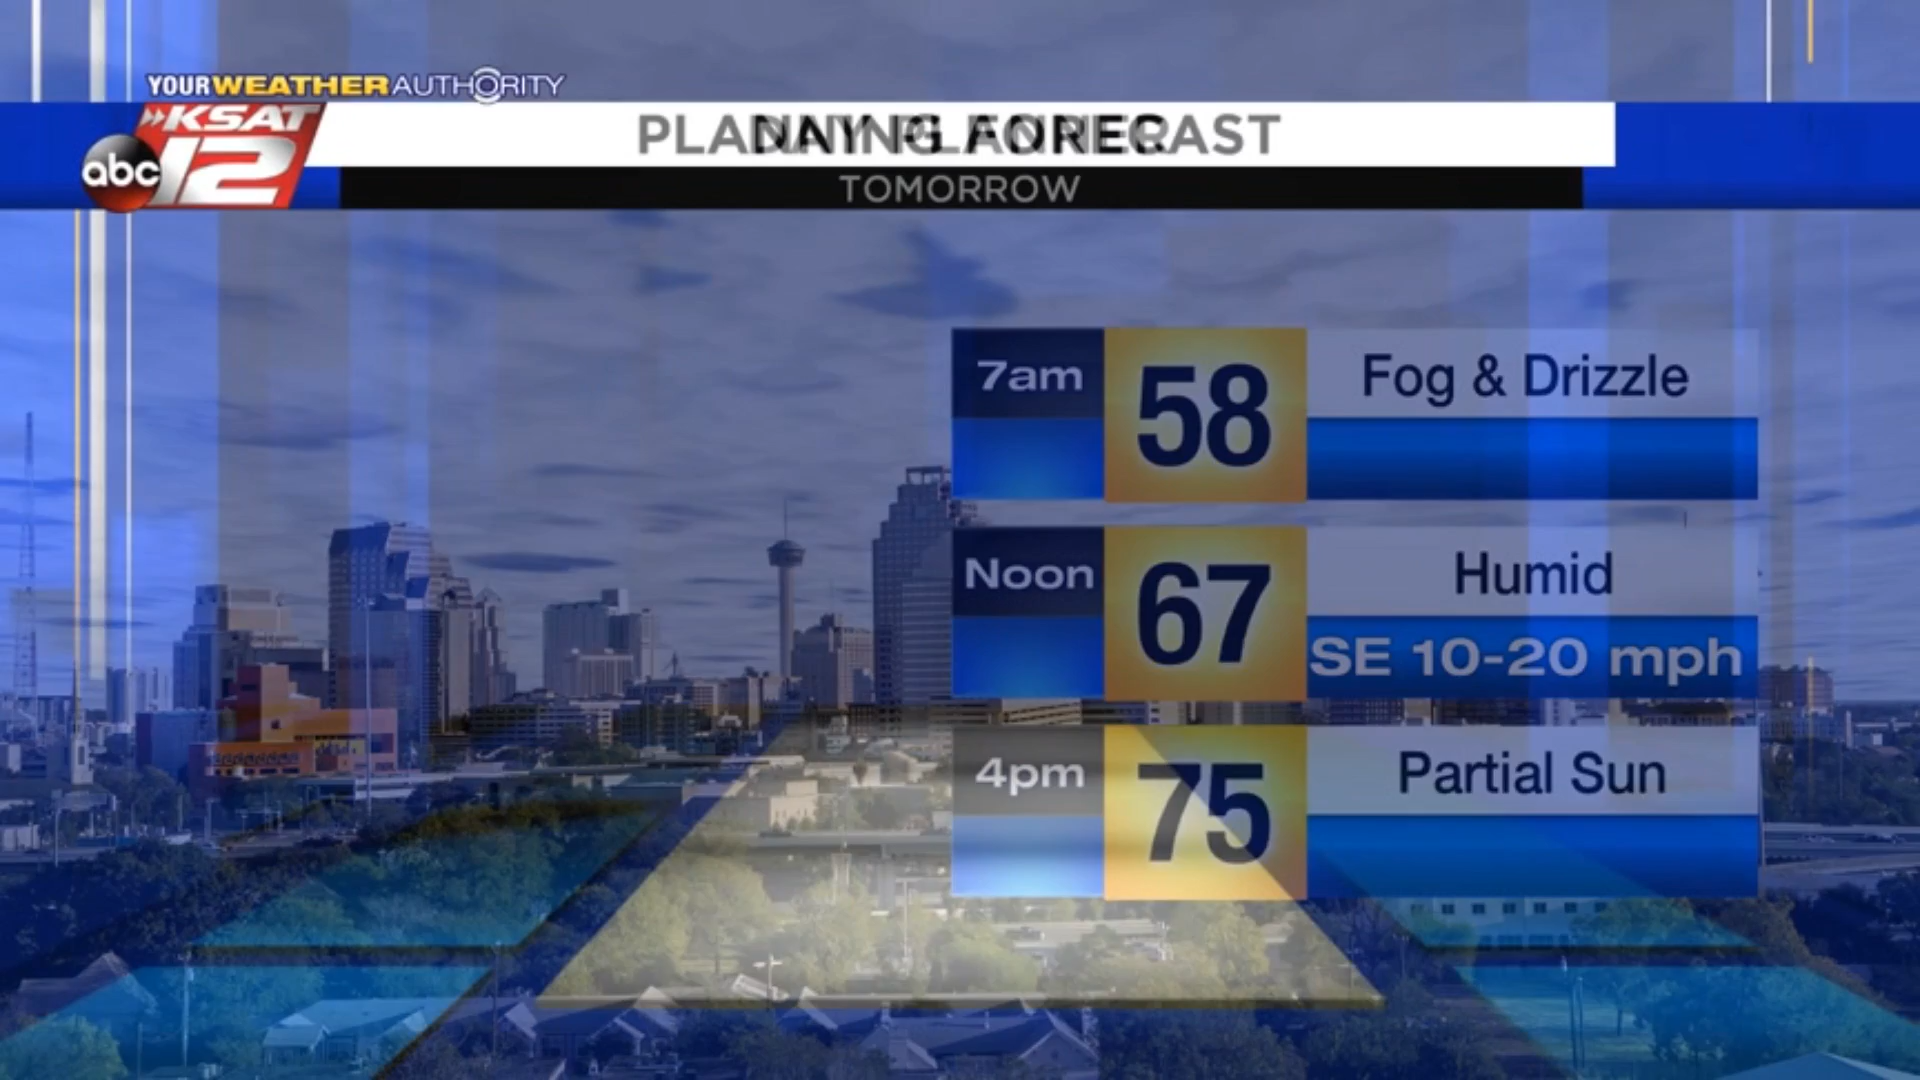 YOUR WEATHER AUTHORITY
KSAT
abc 12
TOMORROW
7am 58 Fog & Drizzle
Noon 67 Humid
SE 10-20 mph
4pm 75 Partial Sun